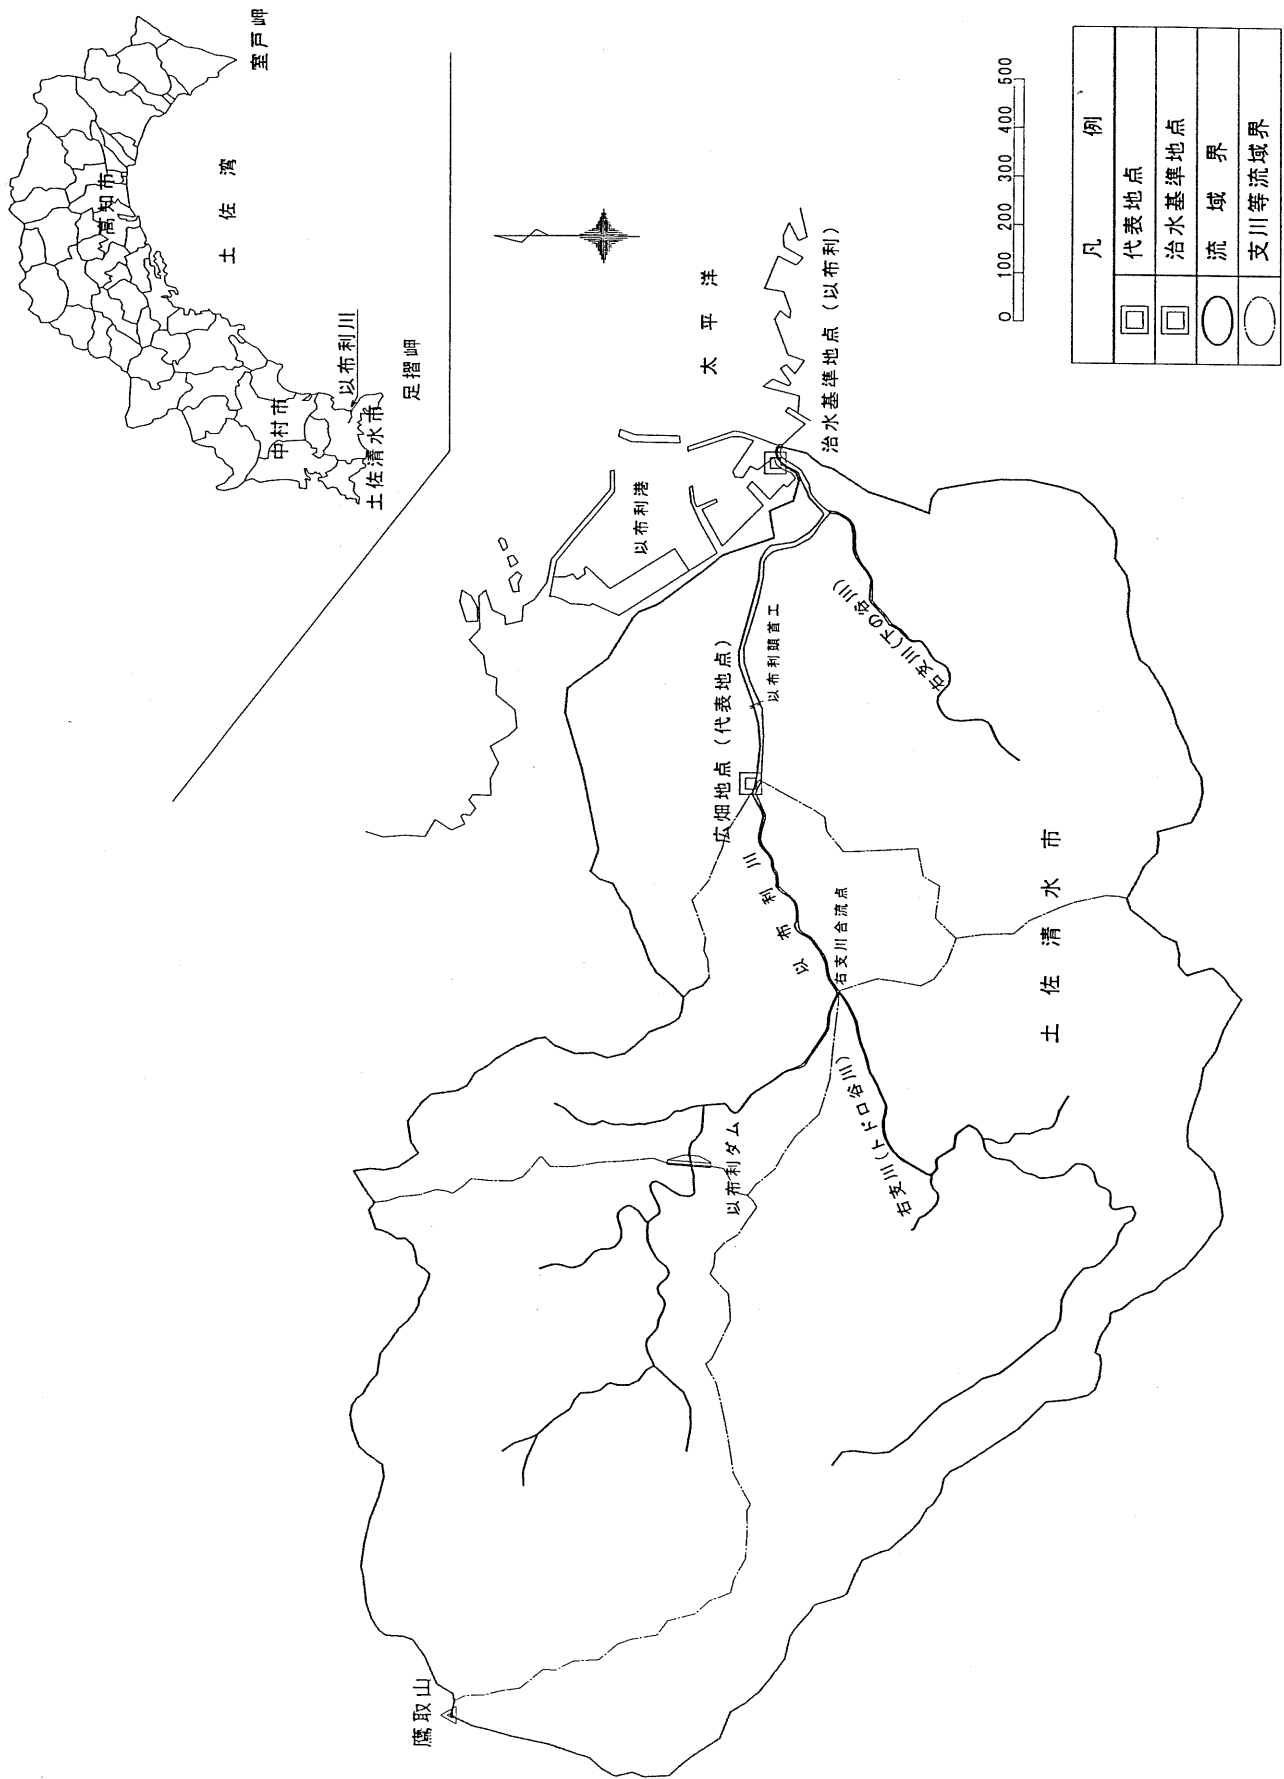 室戸岬
高知市
土佐湾
中村市
以布利川
土佐清水市
足摺岬
太平洋
以布利港
治水基準地点(以布利)
0 100 200 300 400 500
凡例
代表地点
治水基準地点
流域界
支川等流域界
鷹取山
以布利ダム
広畑地点(代表地点)
以布利頭首工
以布利川
右支川合流点
右支川(トドロ谷川)
右支川(下の谷川)
土佐清水市